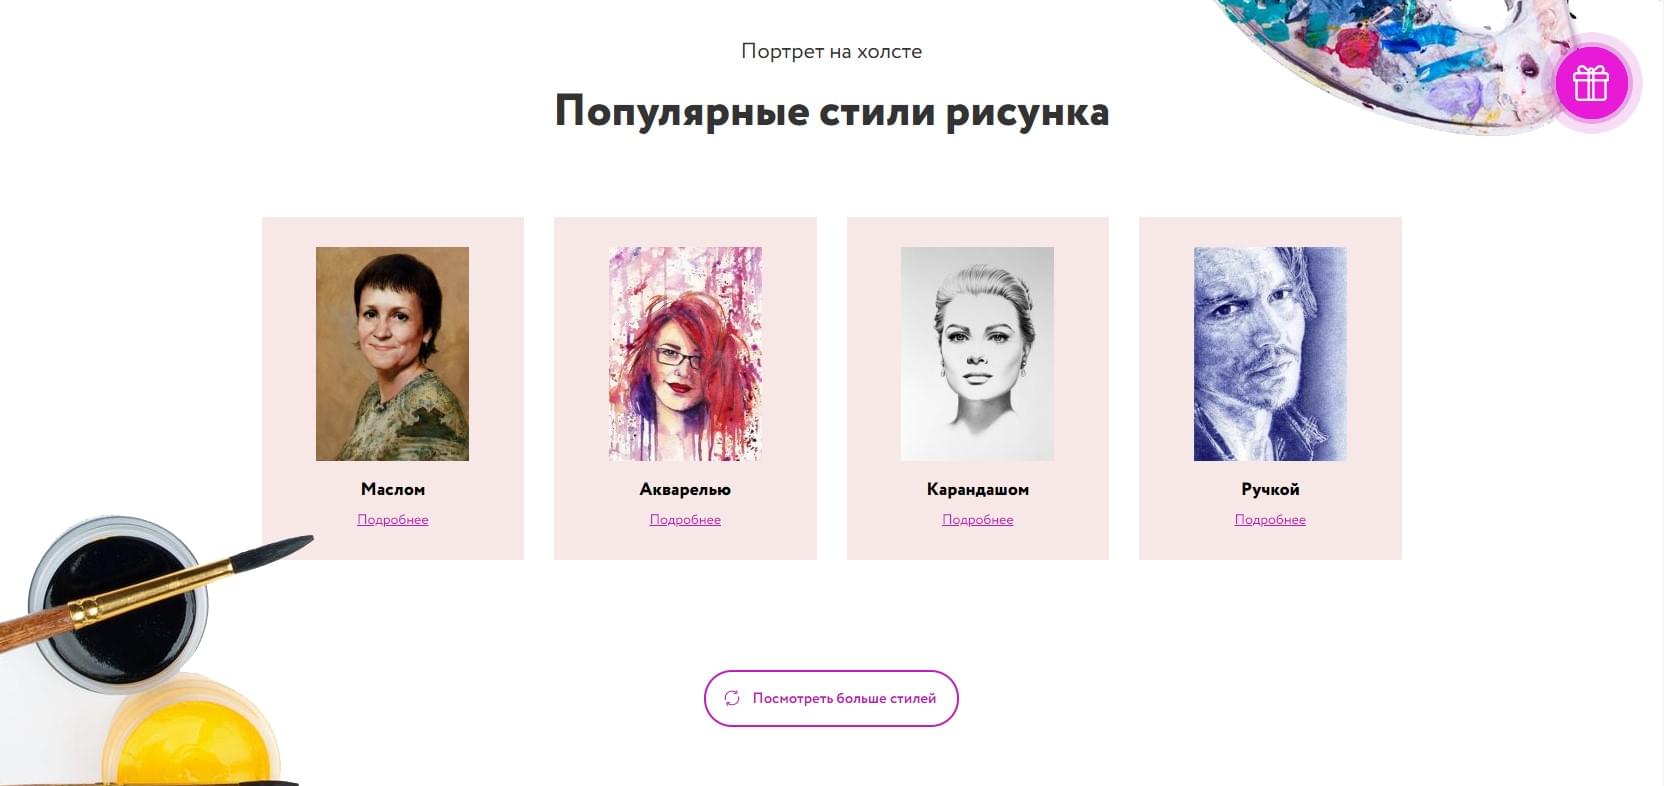 Портрет на холсте
Популярные стили рисунка
Маслом
Подробнее
Акварелью
Подробнее
Карандашом
Подробнее
Ручкой
Подробнее
Посмотреть больше стилей